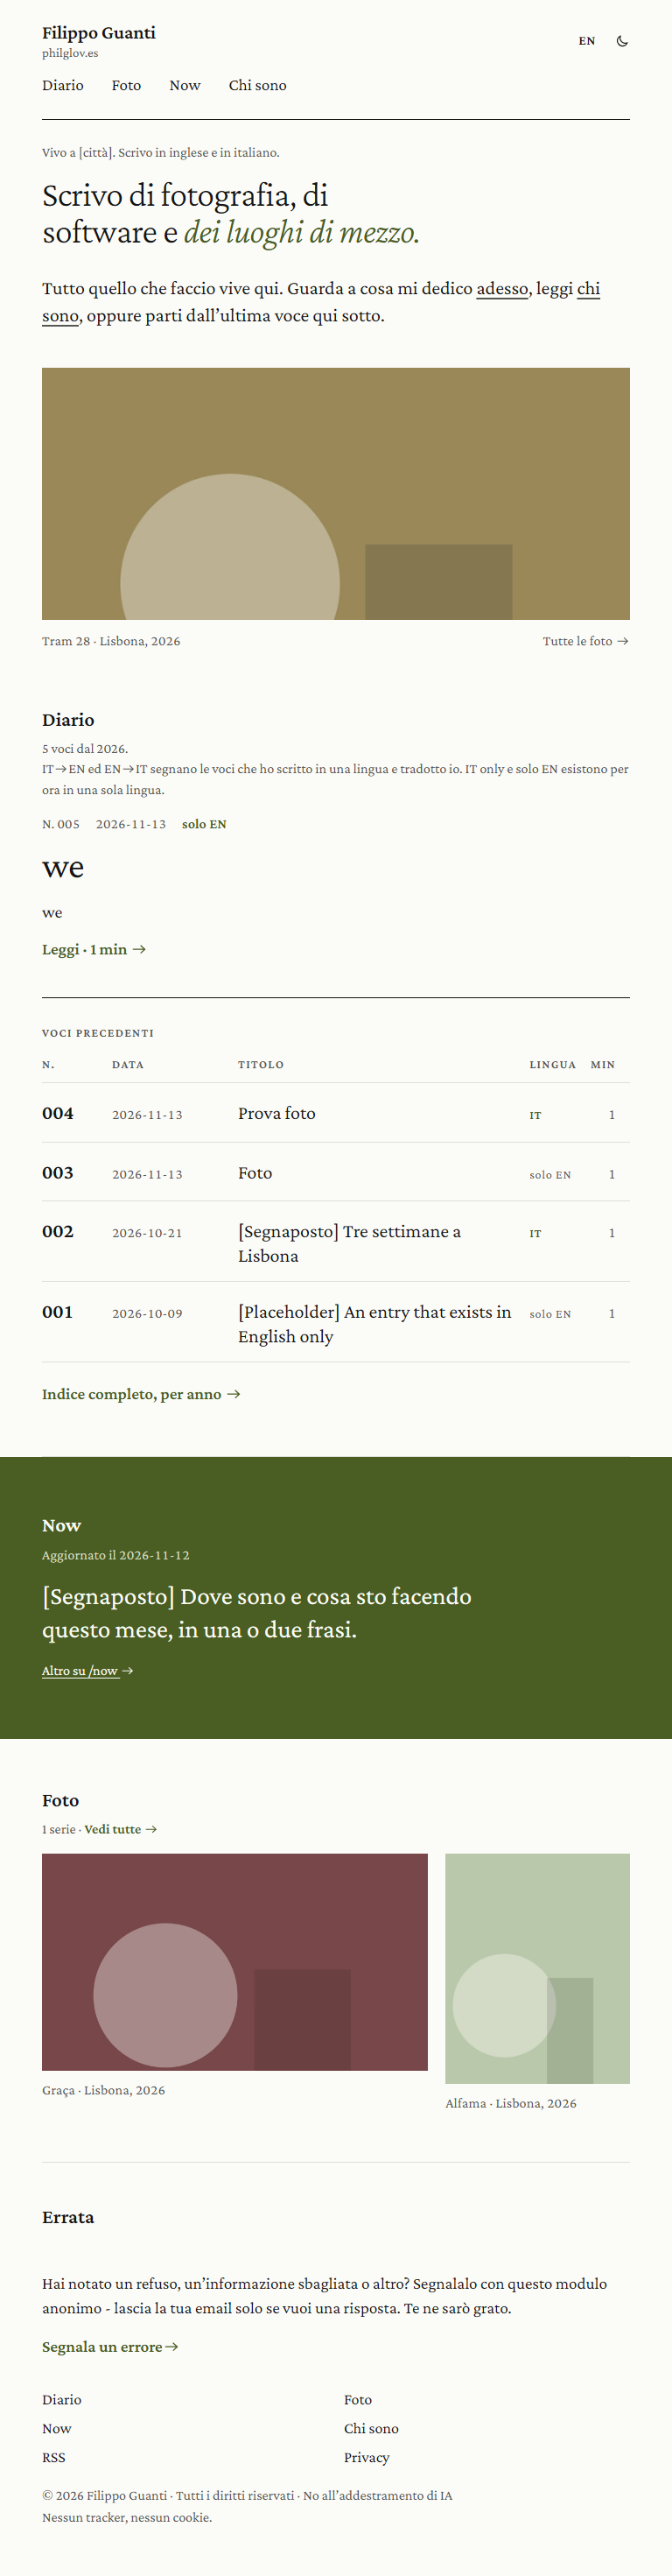 Filippo Guanti
philglov.es
EN
Diario Foto Now Chi sono
Vivo a [città]. Scrivo in inglese e in italiano.
Scrivo di fotografia, di
software e dei luoghi di mezzo.
Tutto quello che faccio vive qui. Guarda a cosa mi dedico adesso, leggi chi
sono, oppure parti dall’ultima voce qui sotto.
Tram 28 · Lisbona, 2026
Tutte le foto →
Diario
5 voci dal 2026.
IT→EN ed EN→IT segnano le voci che ho scritto in una lingua e tradotto io. IT only e solo EN esistono per
ora in una sola lingua.
N. 005 2026-11-13 solo EN
we
we
Leggi · 1 min →
VOCI PRECEDENTI
N. DATA TITOLO LINGUA MIN
004 2026-11-13 Prova foto IT 1
003 2026-11-13 Foto solo EN 1
002 2026-10-21 [Segnaposto] Tre settimane a IT 1
Lisbona
001 2026-10-09 [Placeholder] An entry that exists in solo EN 1
English only
Indice completo, per anno →
Now
Aggiornato il 2026-11-12
[Segnaposto] Dove sono e cosa sto facendo
questo mese, in una o due frasi.
Altro su /now →
Foto
1 serie · Vedi tutte →
Graça · Lisbona, 2026
Alfama · Lisbona, 2026
Errata
Hai notato un refuso, un’informazione sbagliata o altro? Segnalalo con questo modulo
anonimo - lascia la tua email solo se vuoi una risposta. Te ne sarò grato.
Segnala un errore→
Diario Foto
Now Chi sono
RSS Privacy
© 2026 Filippo Guanti · Tutti i diritti riservati · No all’addestramento di IA
Nessun tracker, nessun cookie.